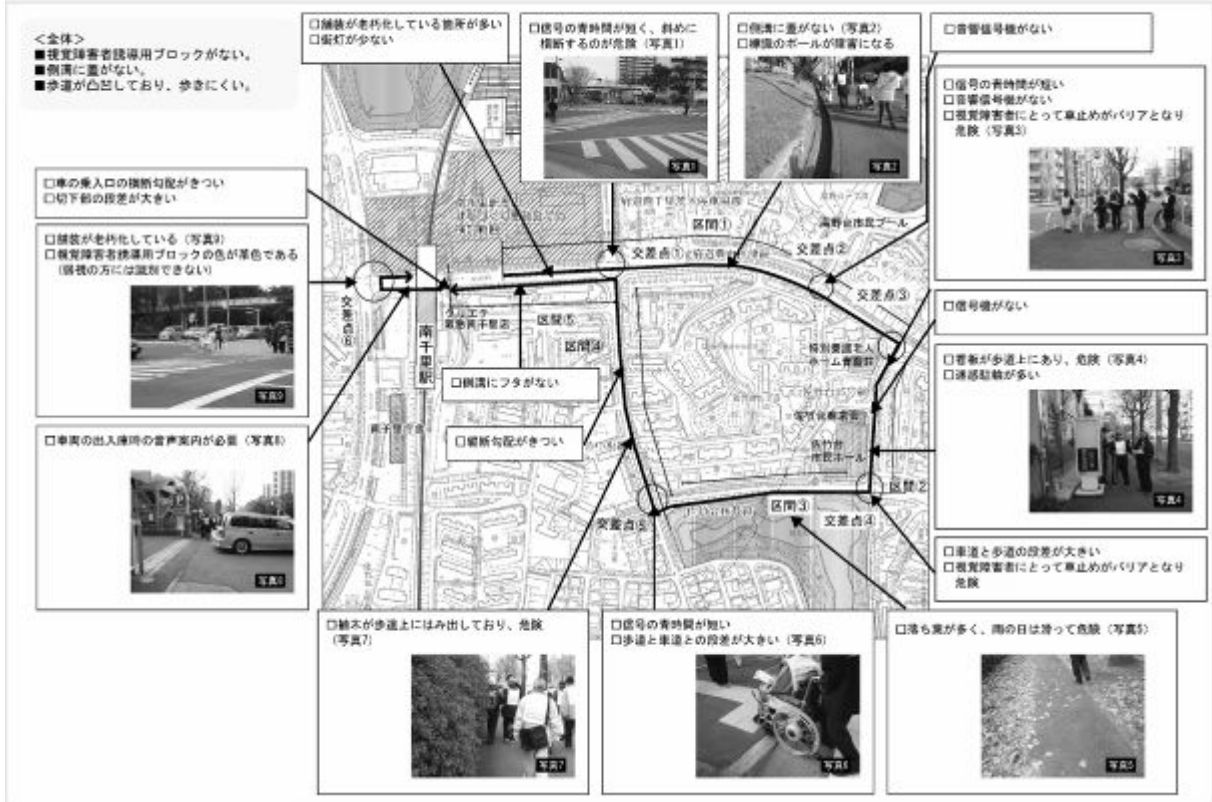 ＜全体＞
■視覚障害者誘導用ブロックがない。
■側溝に蓋がない。
■歩道が凸凹しており、歩きにくい。
□舗装が老朽化している箇所が多い
□街灯が少ない
□信号の青時間が短く、斜めに
横断するのが危険（写真1）
写真1
□側溝に蓋がない（写真2）
□標識のポールが障害になる
写真2
□音響信号機がない
□信号の青時間が短い
□音響信号機がない
□視覚障害者にとって車止めがバリアとなり
危険（写真3）
写真3
□車の乗入口の横断勾配がきつい
□切下部の段差が大きい
□舗装が老朽化している（写真9）
□視覚障害者誘導用ブロックの色が茶色である
（弱視の方には識別できない）
写真9
□車両の出入庫時の音声案内が必要（写真8）
写真8
区間①
高野台市民プール
交差点①
交差点②
交差点③
交差点⑥
南千里駅
区間⑤
区間④
特別養護老人
□側溝にフタがない
□縦断勾配がきつい
佐竹台
市民ホール
区間②
区間③
交差点④
交差点⑤
□信号機がない
□看板が歩道上にあり、危険（写真4）
□迷惑駐輪が多い
写真4
□車道と歩道の段差が大きい
□視覚障害者にとって車止めがバリアとなり
危険
□植木が歩道上にはみ出しており、危険
（写真7）
写真7
□信号の青時間が短い
□歩道と車道との段差が大きい（写真6）
写真6
□落ち葉が多く、雨の日は滑って危険（写真5）
写真5